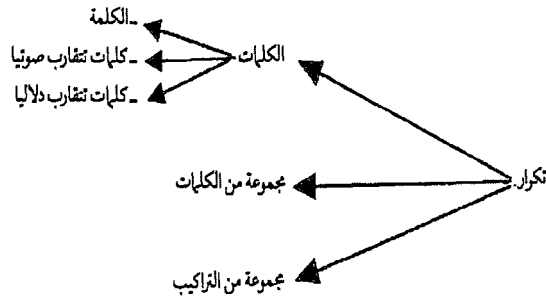 تكرار.
الكلمات
ـ الكلمة
ـ كلمات تتقارب صوتيا
ـ كلمات تتقارب دلاليا
مجموعة من الكلمات
مجموعة من التراكيب